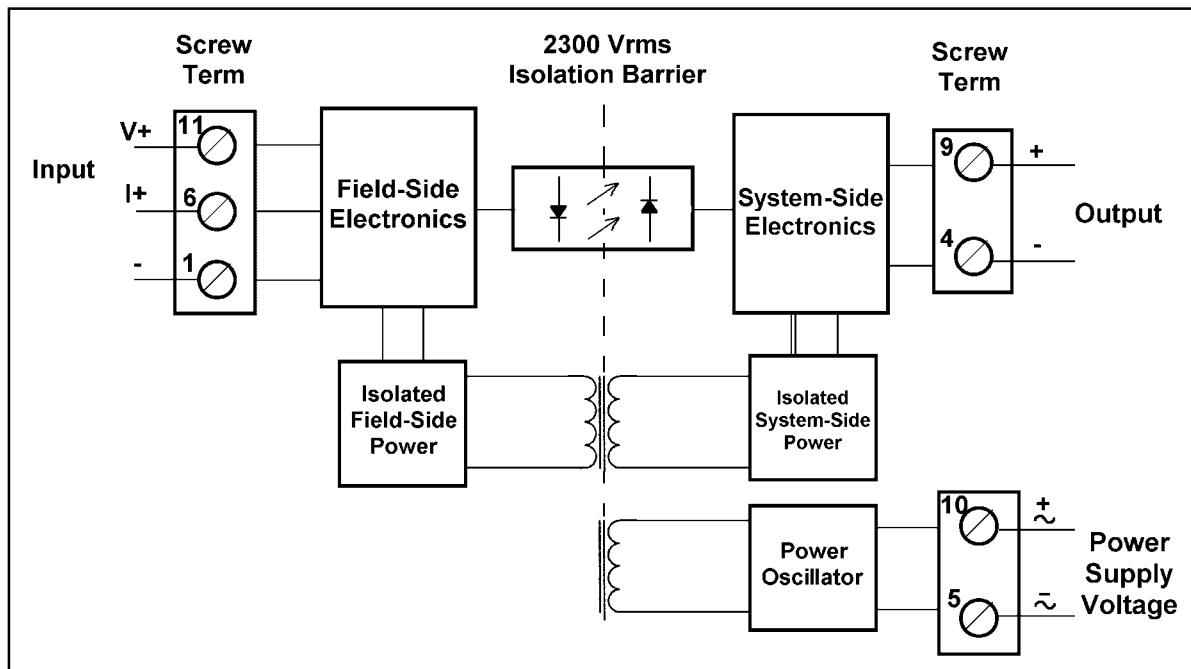 Screw
Term
2300 Vrms
Isolation Barrier
Screw
Term
Input
V+
I+
-
11
6
1
Field-Side
Electronics
System-Side
Electronics
9
4
+
-
Output
Isolated
Field-Side
Power
Isolated
System-Side
Power
Power
Oscillator
10
5
+
~
-
~
Power
Supply
Voltage